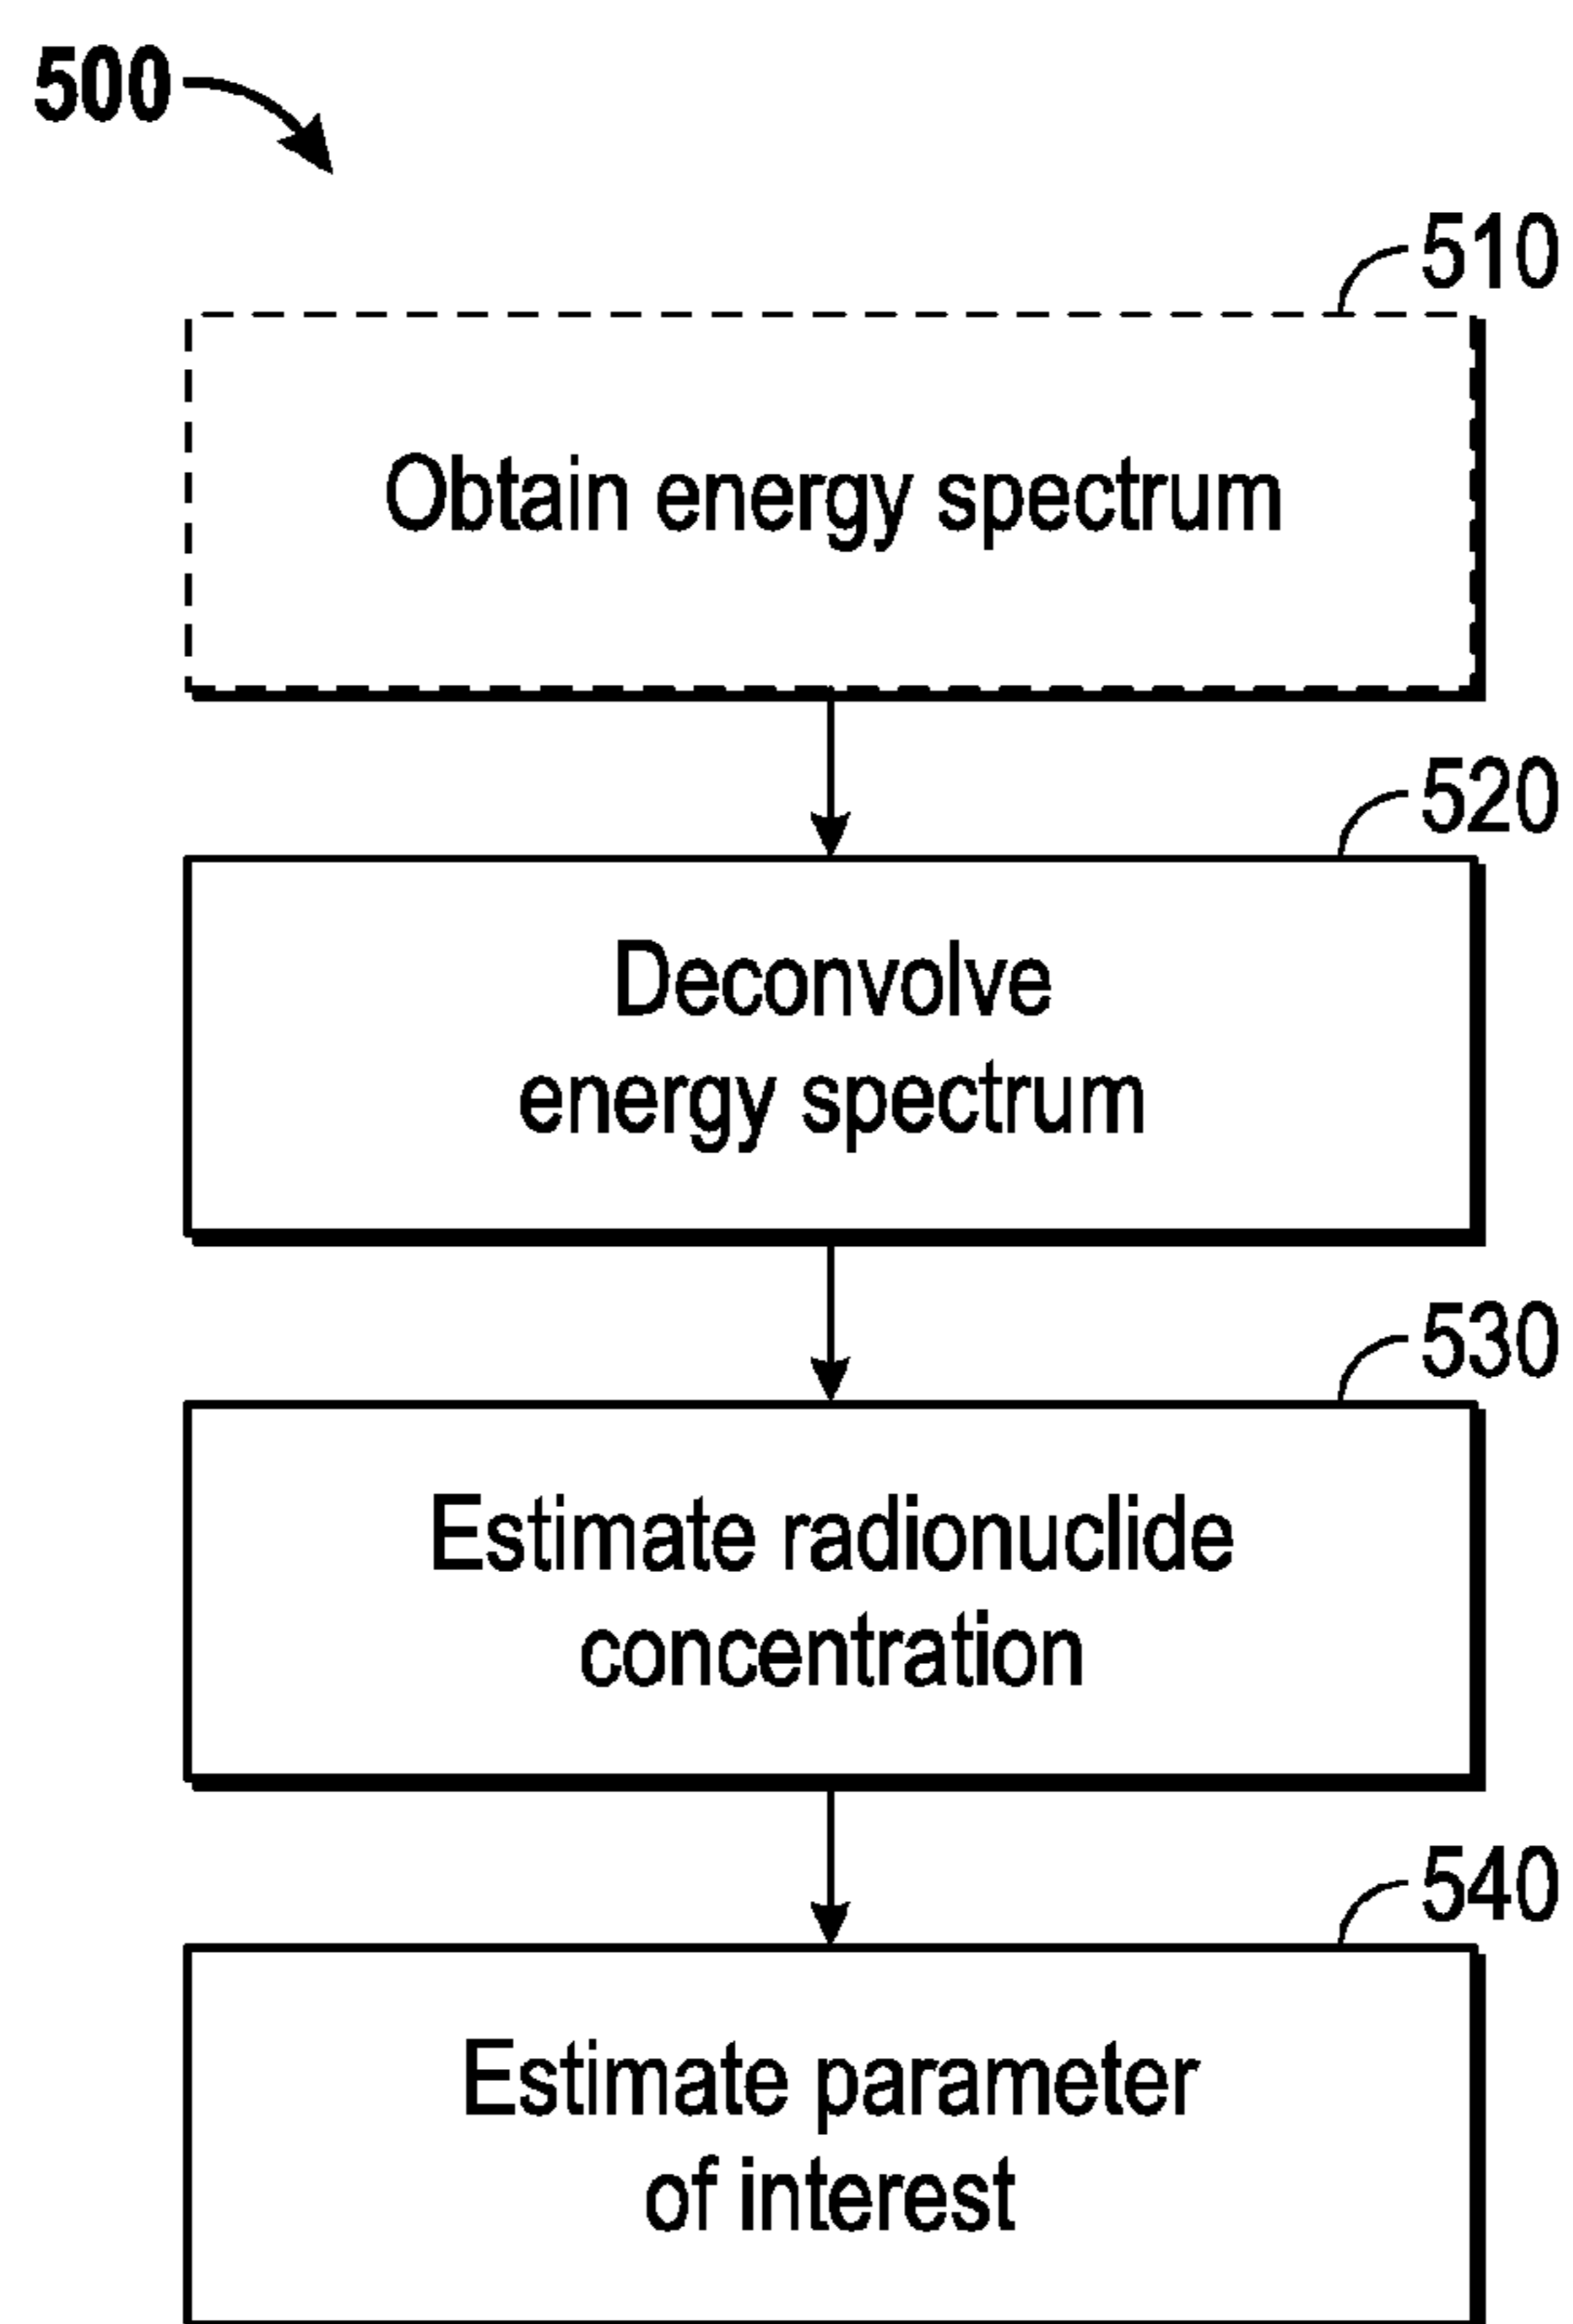 500
510
Obtain energy spectrum
520
Deconvolve
energy spectrum
530
Estimate radionuclide
concentration
540
Estimate parameter
of interest